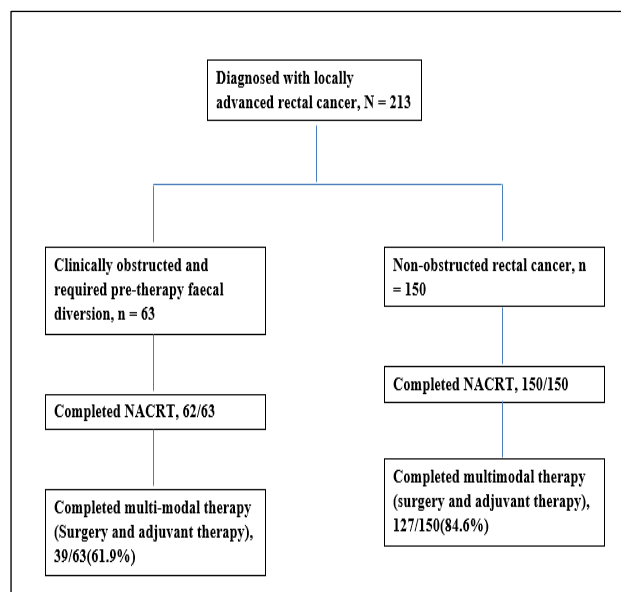 Diagnosed with locally
advanced rectal cancer, N = 213
Clinically obstructed and
required pre-therapy faecal
diversion, n = 63
Non-obstructed rectal cancer, n
= 150
Completed NACRT, 62/63
Completed NACRT, 150/150
Completed multi-modal therapy
(Surgery and adjuvant therapy),
39/63(61.9%)
Completed multimodal therapy
(surgery and adjuvant therapy),
127/150(84.6%)